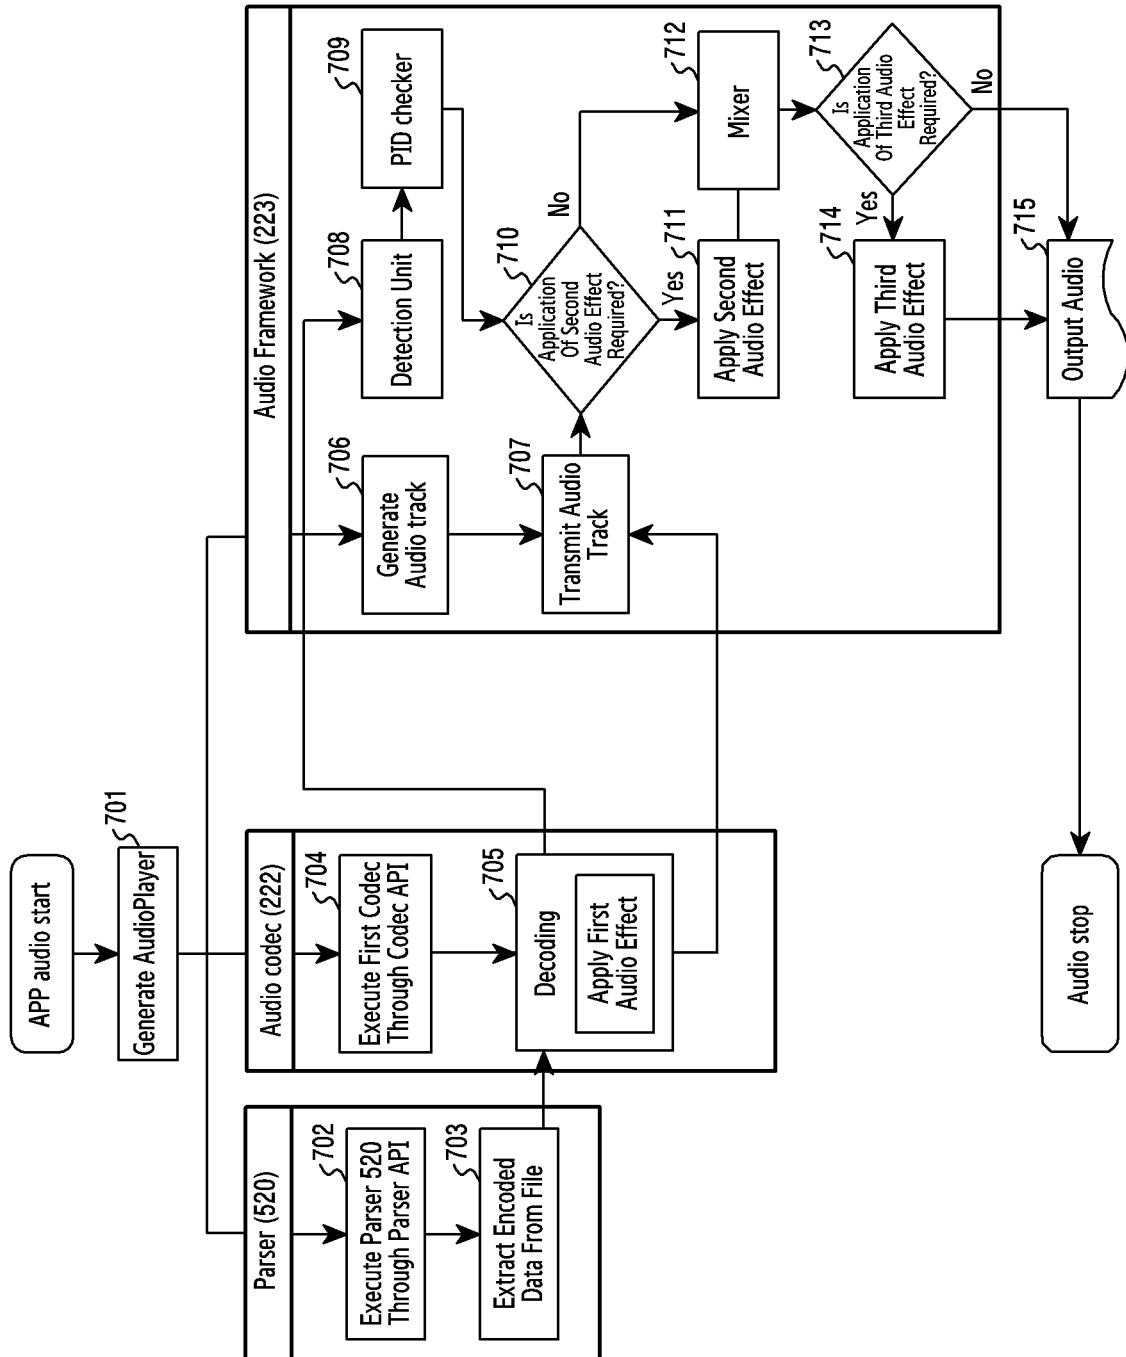 APP audio start
701
Generate AudioPlayer
Parser (520)
702
Execute Parser 520
Through Parser API
703
Extract Encoded
Data From File
Audio codec (222)
704
Execute First Codec
Through Codec API
705
Decoding
Apply First
Audio Effect
Audio Framework (223)
706
Generate
Audio track
707
Transmit Audio
Track
708
Detection Unit
709
PID checker
710
Is
Application
Of Second
Audio Effect
Required?
No
Yes
711
Apply Second
Audio Effect
712
Mixer
713
Is
Application
Of Third Audio
Effect
Required?
No
Yes
714
Apply Third
Audio Effect
715
Output Audio
Audio stop